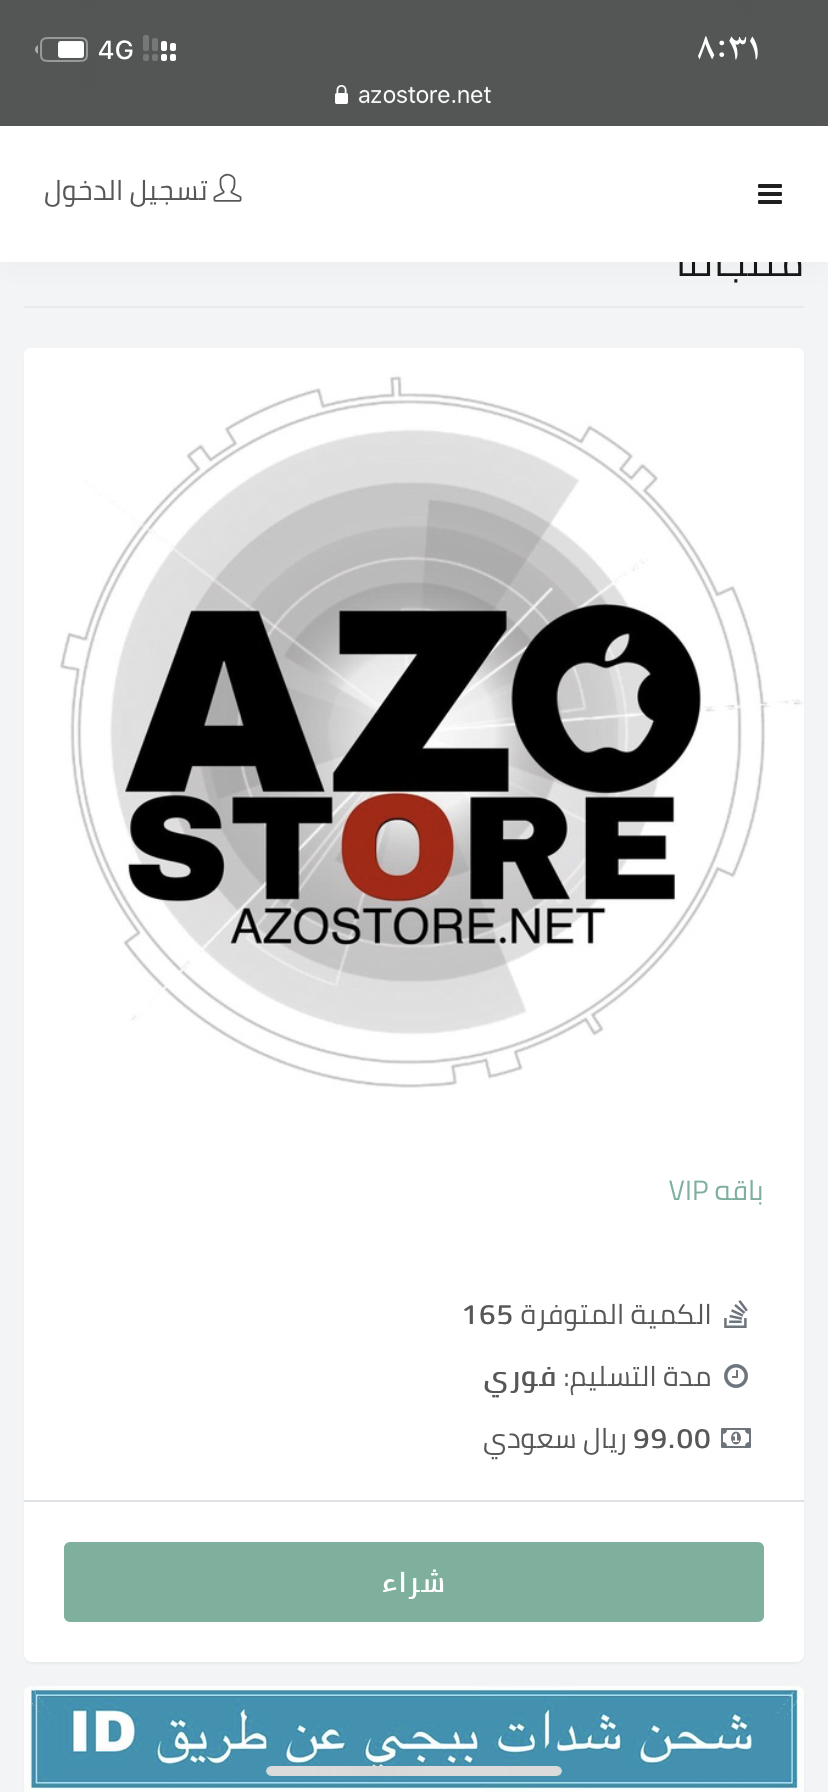 ٨:٣١
4G
azostore.net
تسجيل الدخول
AZO
STORE
AZOSTORE.NET
باقه VIP
الكمية المتوفرة 165
مدة التسليم: فوري
99.00 ريال سعودي
شراء
شحن شدات ببجي عن طريق ID